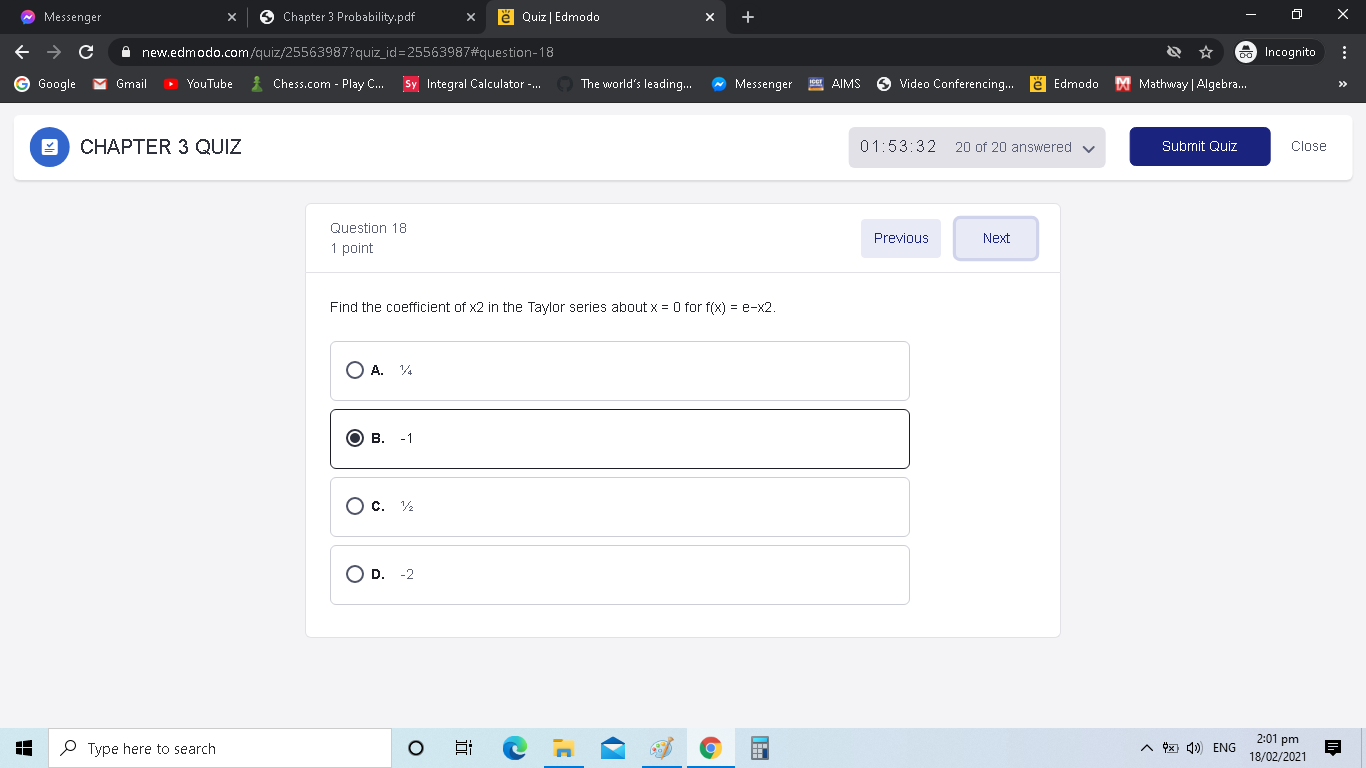 Messenger
Chapter 3 Probability.pdf
Quiz | Edmodo
new.edmodo.com/quiz/25563987?quiz_id=25563987#question-18
Incognito
Google
Gmail
YouTube
Chess.com - Play C...
Sy
Integral Calculator -...
The world's leading...
Messenger
AIMS
Video Conferencing...
Edmodo
Mathway | Algebra...
»
CHAPTER 3 QUIZ
01:53:32 20 of 20 answered
Submit Quiz
Close
Question 18
1 point
Previous
Next
Find the coefficient of x2 in the Taylor series about x = 0 for f(x) = e−x2.
A. ¼
B. -1
C. ½
D. -2
Type here to search
ENG
2:01 pm
18/02/2021